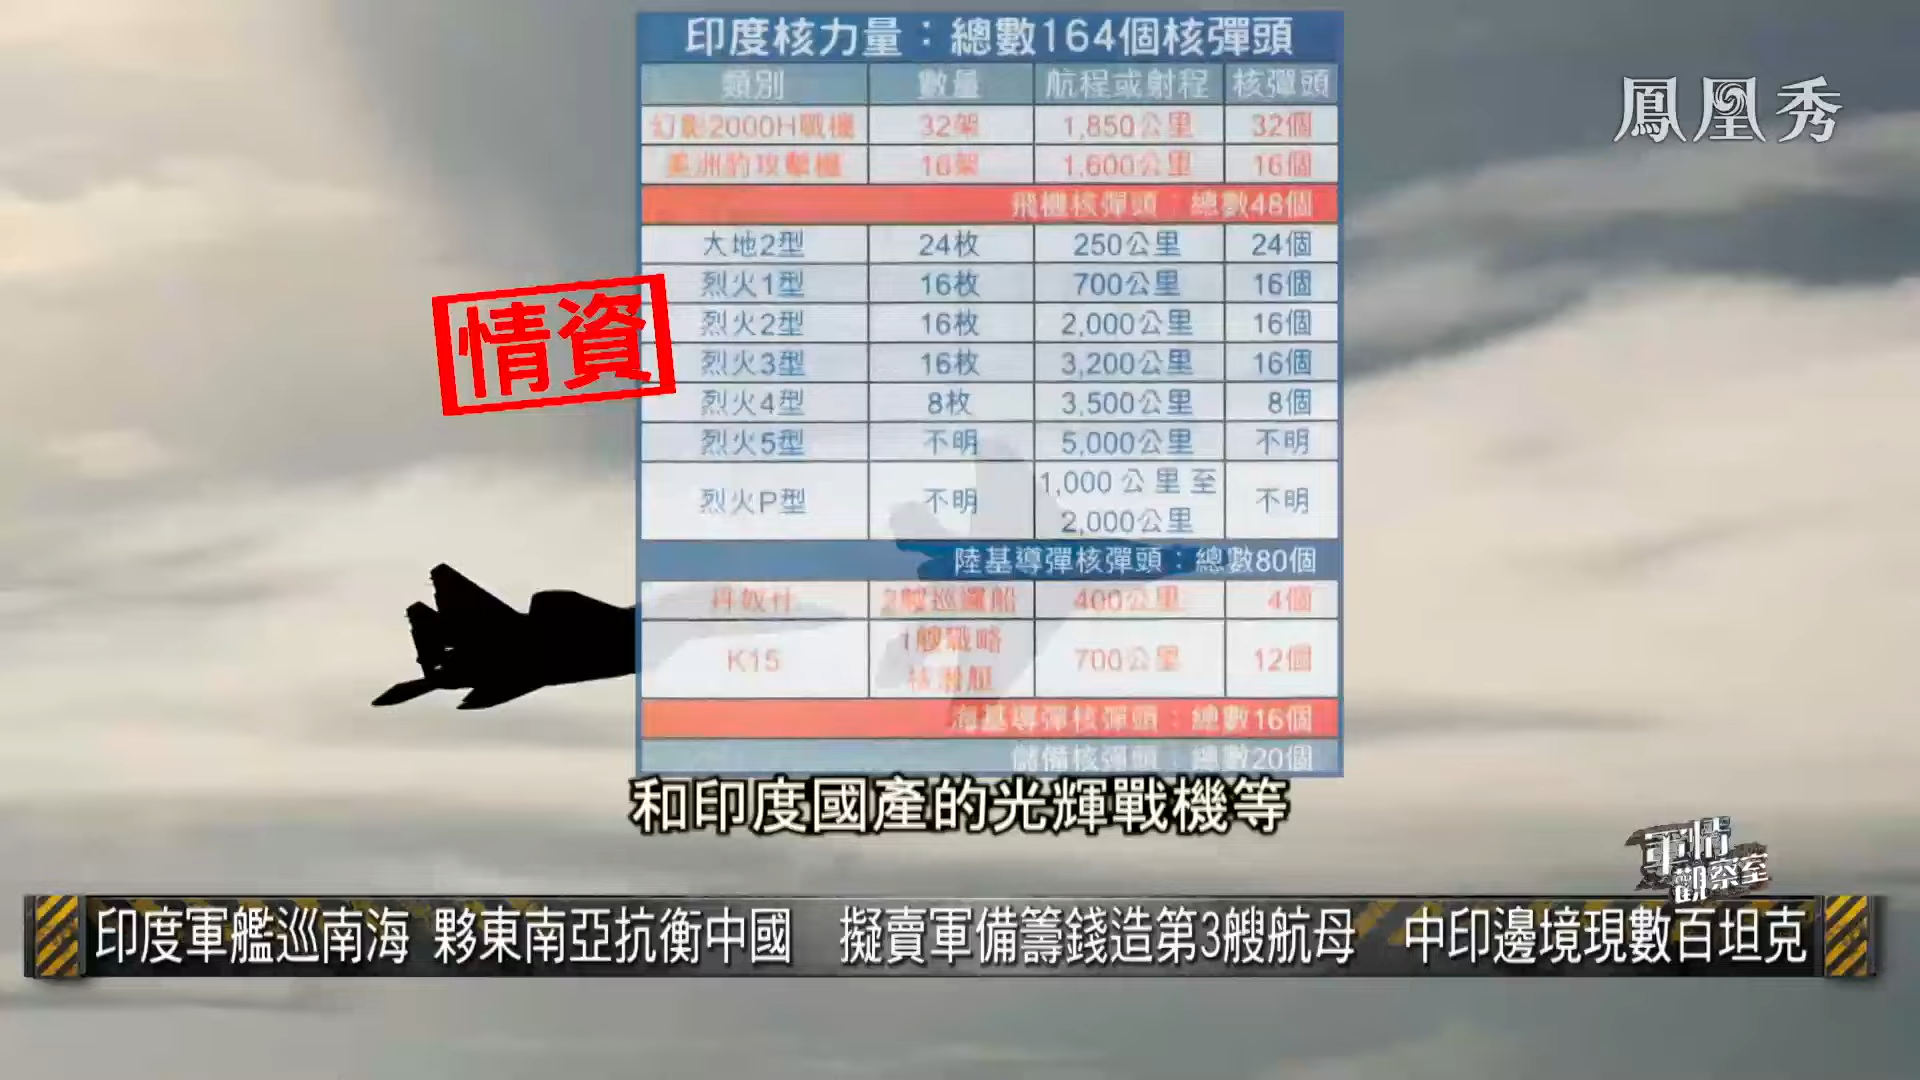 印度核力量：總數164個核彈頭
類別 數量 航程或射程 核彈頭
幻影2000H戰機 32架 1,850公里 32個
美洲豹攻擊機 16架 1,600公里 16個
飛機核彈頭：總數48個
大地2型 24枚 250公里 24個
烈火1型 16枚 700公里 16個
烈火2型 16枚 2,000公里 16個
烈火3型 16枚 3,200公里 16個
烈火4型 8枚 3,500公里 8個
烈火5型 不明 5,000公里 不明
烈火P型 不明 1,000公里至
2,000公里 不明
陸基導彈核彈頭：總數80個
丹奴什 2艘巡邏船 400公里 4個
K15 1艘戰略
核潛艇 700公里 12個
海基導彈核彈頭：總數16個
儲備核彈頭：總數20個
鳳凰秀
情資
和印度國產的光輝戰機等
軍情
觀察室
印度軍艦巡南海 夥東南亞抗衡中國 擬賣軍備籌錢造第3艘航母 中印邊境現數百坦克